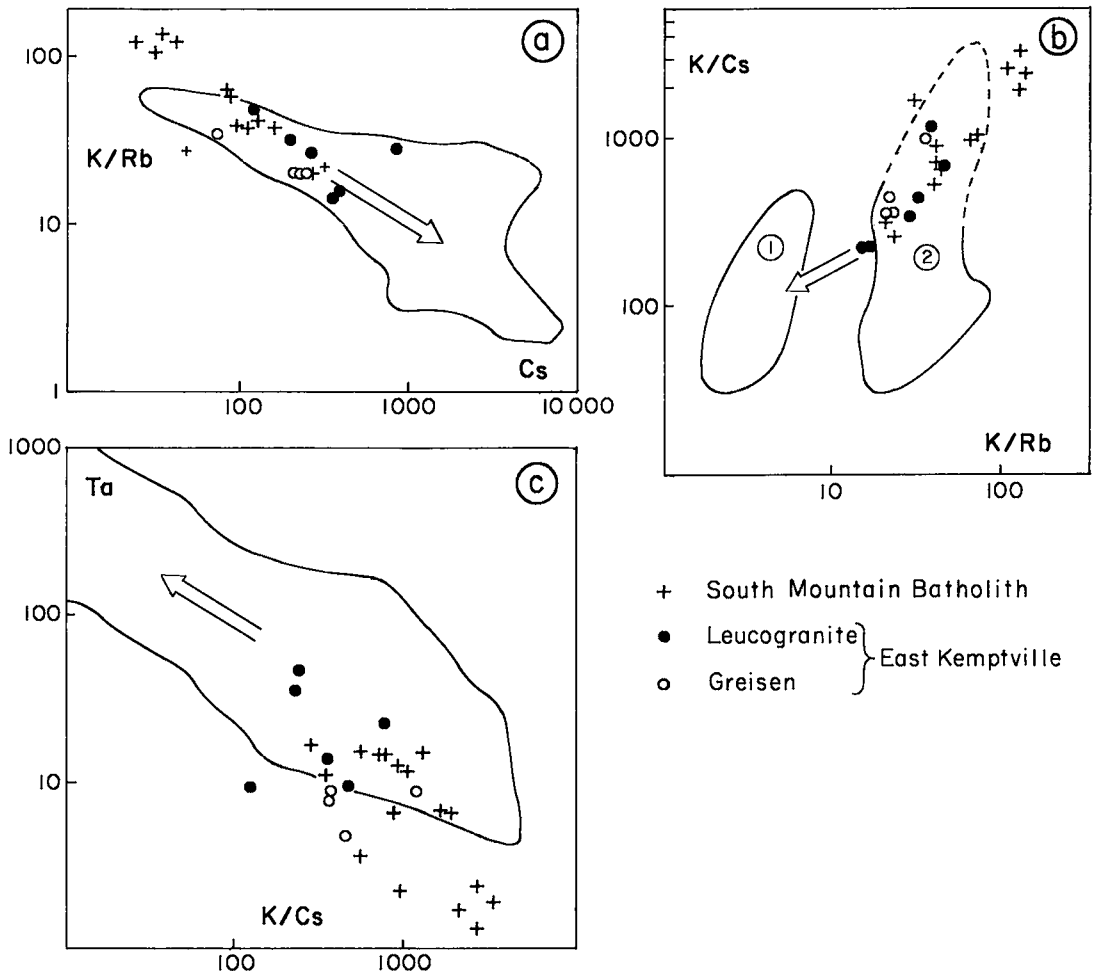 100
10
1
K/Rb
a
Cs
100
1000
10 000
K/Cs
b
1000
100
1
2
K/Rb
10
100
1000
Ta
c
100
10
K/Cs
100
1000
+ South Mountain Batholith
Leucogranite
East Kemptville
Greisen